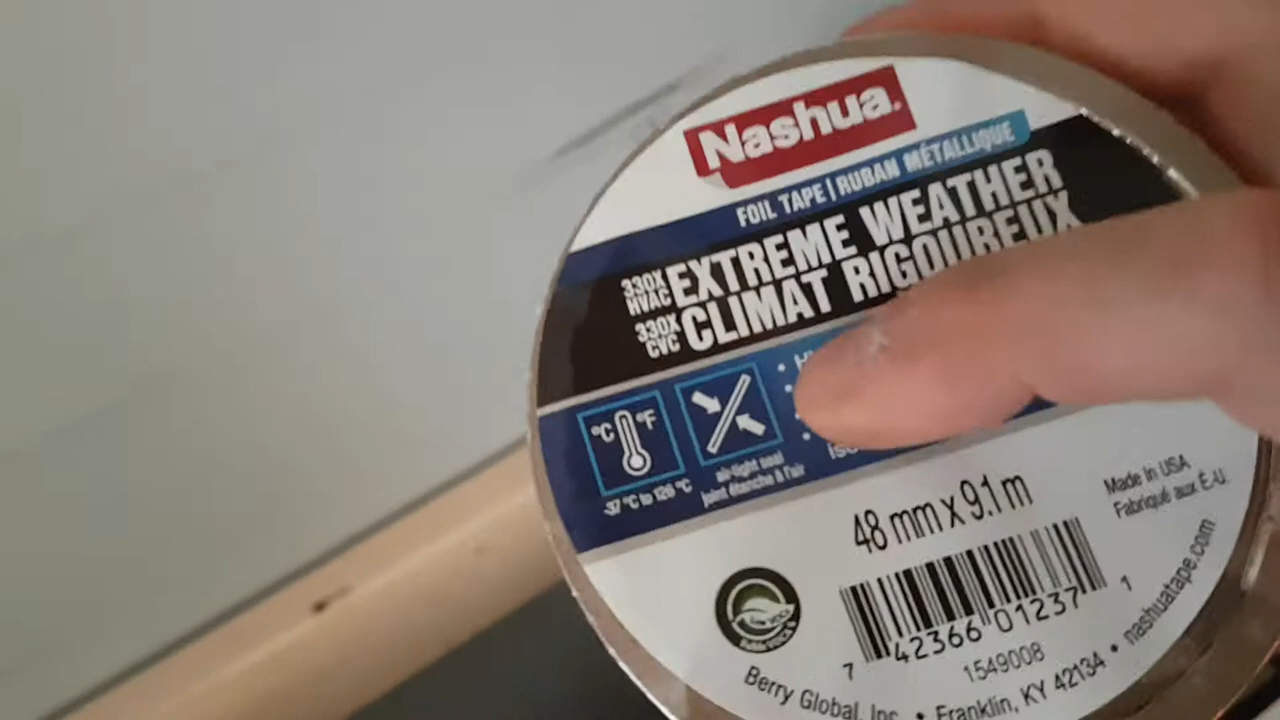 Nashua.
FOIL TAPE | RUBAN MÉTALLIQUE
330X HVAC EXTREME WEATHER
330X CVC CLIMAT RIGOUREUX
°C °F
-37 °C to 126 °C
air-tight seal
joint étanche à l'air
48 mm x 9.1 m
Made in USA
Fabriqué aux É.-U.
7 42366 01237 1
1549008
Berry Global, Inc. • Franklin, KY 42134 • nashuatape.com